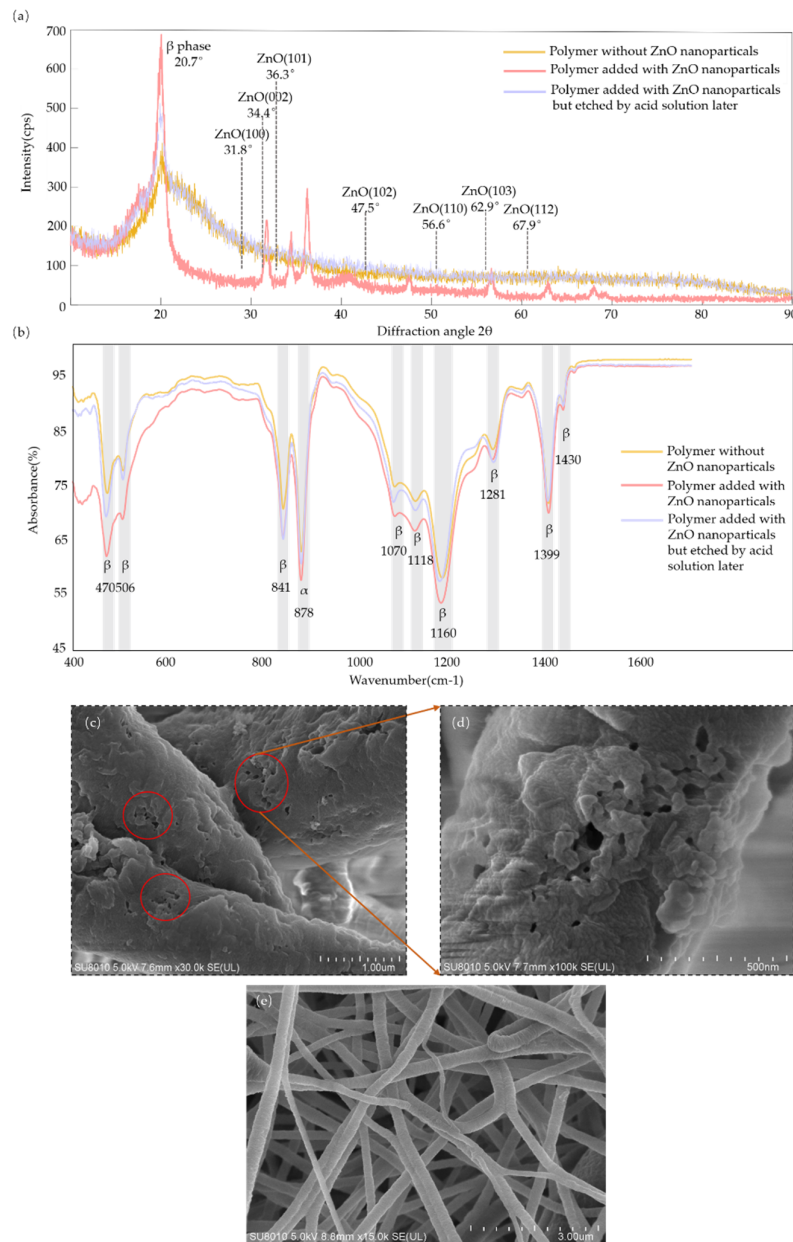 (a)
700
600
500
400
300
200
100
0
Intensity(cps)
β phase
20.7°
ZnO(101)
36.3°
ZnO(002)
34.4°
ZnO(100)
31.8°
ZnO(102)
47.5°
ZnO(110)
56.6°
ZnO(103)
62.9°
ZnO(112)
67.9°
Polymer without ZnO nanoparticals
Polymer added with ZnO nanoparticals
Polymer added with ZnO nanoparticals
but etched by acid solution later
20 30 40 50 60 70 80 90
Diffraction angle 2θ
(b)
95
85
75
65
55
45
Absorbance(%)
β
470
β
506
β
841
α
878
β
1070
β
1118
β
1160
β
1281
β
1399
β
1430
Polymer without
ZnO nanoparticals
Polymer added with
ZnO nanoparticals
Polymer added with
ZnO nanoparticals
but etched by acid
solution later
400 600 800 1000 1200 1400 1600
Wavenumber(cm-1)
(c)
SU8010 5.0kV 7.6mm x30.0k SE(UL)
1.00um
(d)
SU8010 5.0kV 7.7mm x100k SE(UL)
500nm
(e)
SU8010 5.0kV 8.6mm x15.0k SE(UL)
3.00um